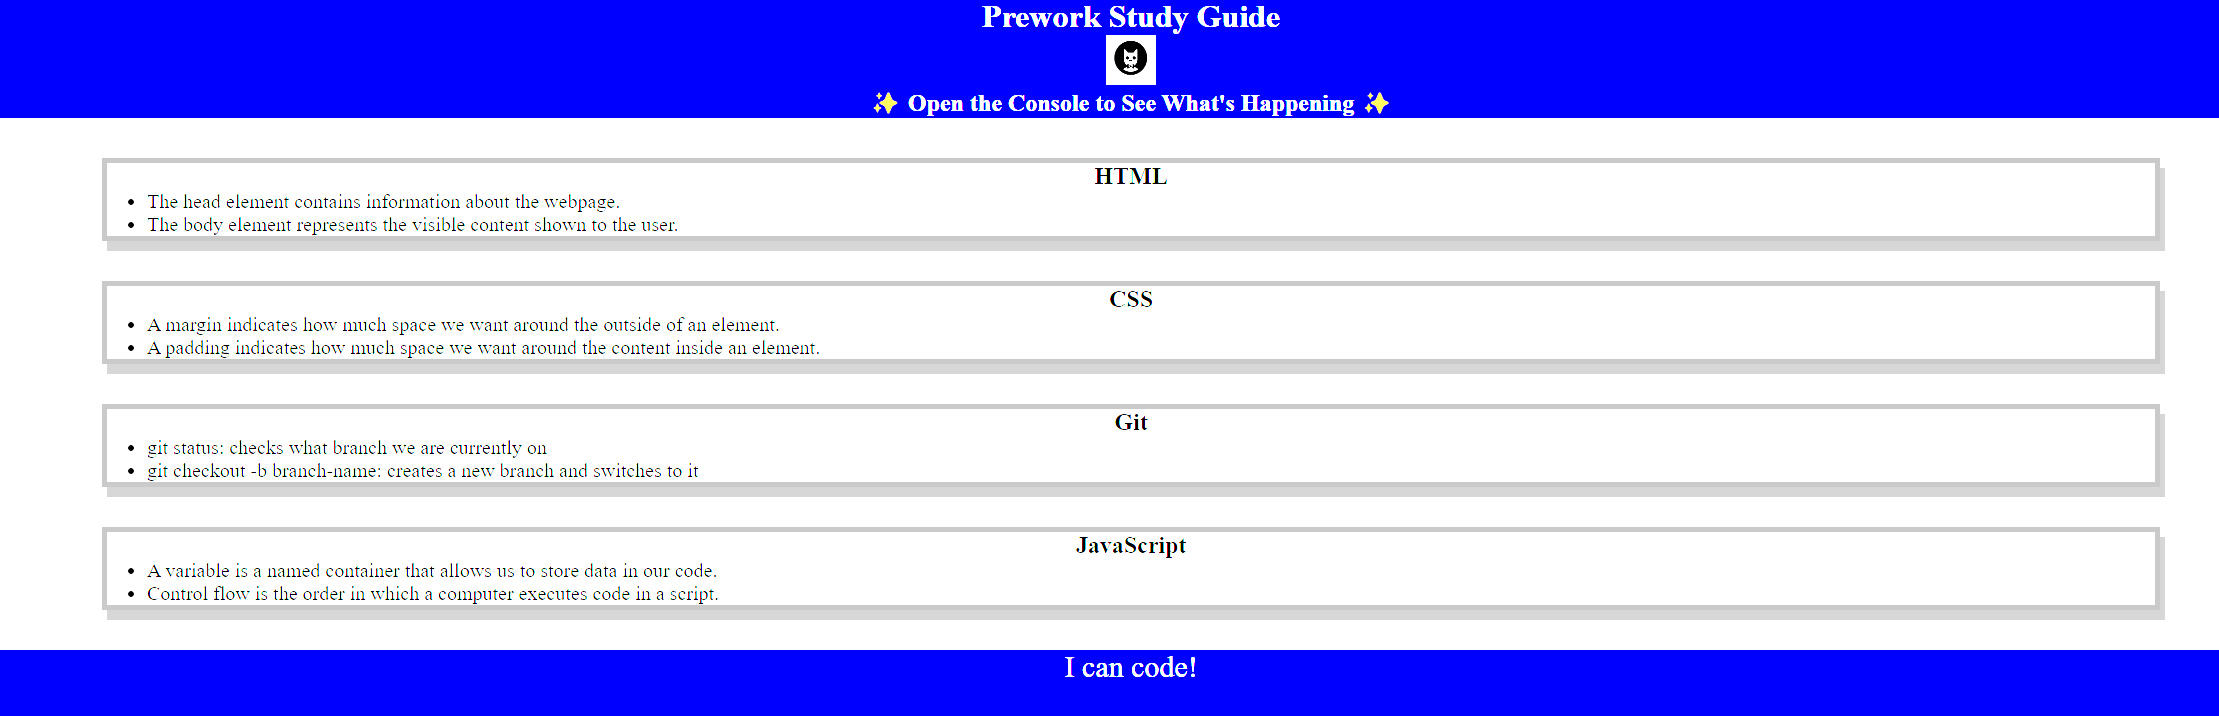 Prework Study Guide
✨ Open the Console to See What's Happening ✨
HTML
• The head element contains information about the webpage.
• The body element represents the visible content shown to the user.
CSS
• A margin indicates how much space we want around the outside of an element.
• A padding indicates how much space we want around the content inside an element.
Git
• git status: checks what branch we are currently on
• git checkout -b branch-name: creates a new branch and switches to it
JavaScript
• A variable is a named container that allows us to store data in our code.
• Control flow is the order in which a computer executes code in a script.
I can code!